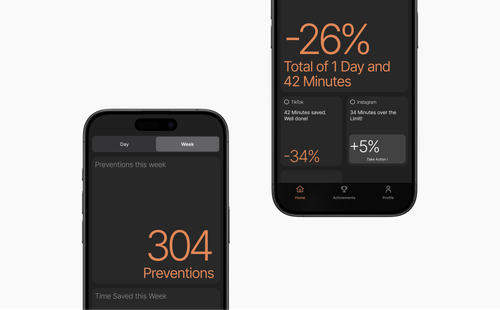 Day
Week
Preventions this week
304
Preventions
Time Saved this Week
-26%
Total of 1 Day and
42 Minutes
TikTok
42 Minutes saved.
Well done!
-34%
Instagram
34 Minutes over the
Limit!
+5%
Take Action !
Home
Achivements
Profile